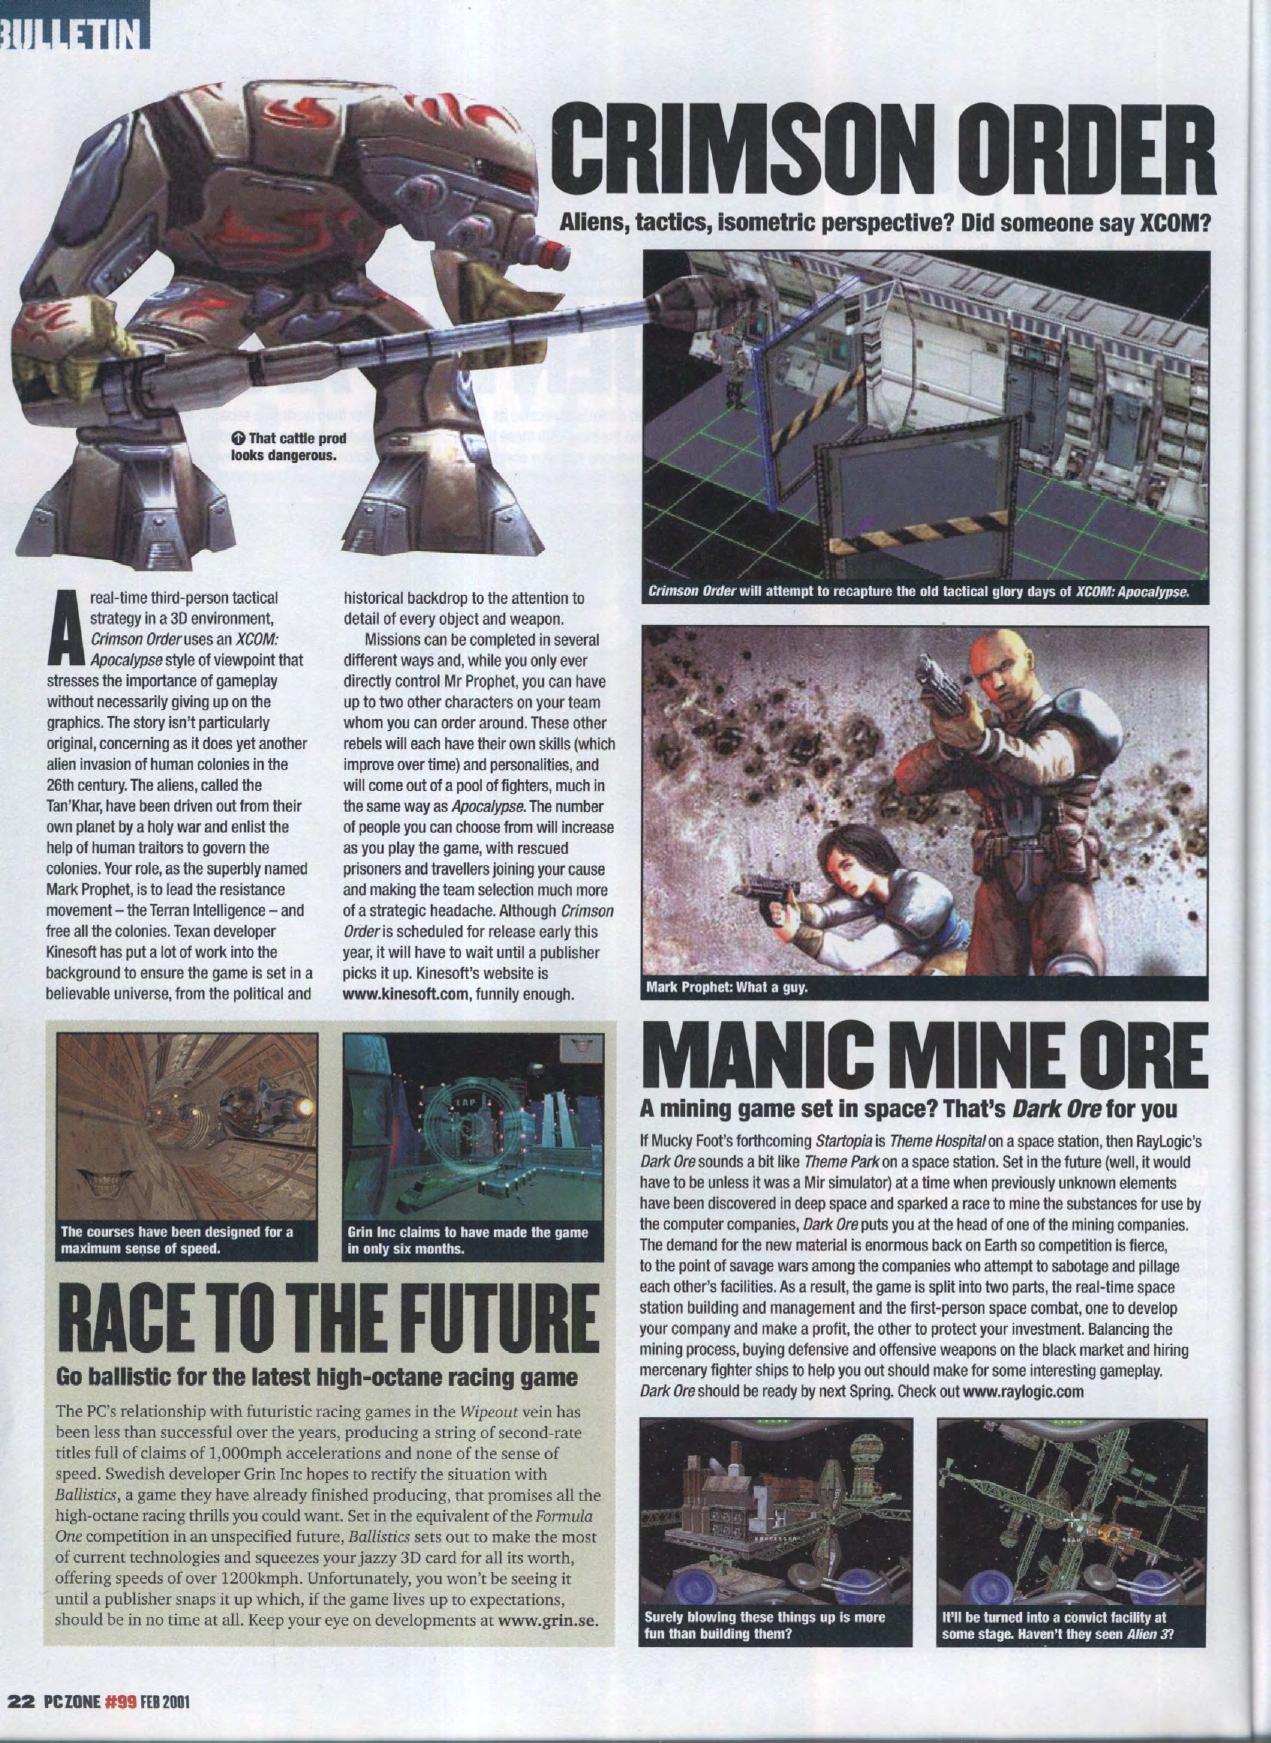 BULLETIN
CRIMSON ORDER
Aliens, tactics, isometric perspective? Did someone say XCOM?
That cattle prod
looks dangerous.
Crimson Order will attempt to recapture the old tactical glory days of XCOM: Apocalypse.
A real-time third-person tactical
strategy in a 3D environment,
Crimson Order uses an XCOM:
Apocalypse style of viewpoint that
stresses the importance of gameplay
without necessarily giving up on the
graphics. The story isn't particularly
original, concerning as it does yet another
alien invasion of human colonies in the
26th century. The aliens, called the
Tan'Khar, have been driven out from their
own planet by a holy war and enlist the
help of human traitors to govern the
colonies. Your role, as the superbly named
Mark Prophet, is to lead the resistance
movement – the Terran Intelligence – and
free all the colonies. Texan developer
Kinesoft has put a lot of work into the
background to ensure the game is set in a
believable universe, from the political and
historical backdrop to the attention to
detail of every object and weapon.
Missions can be completed in several
different ways and, while you only ever
directly control Mr Prophet, you can have
up to two other characters on your team
whom you can order around. These other
rebels will each have their own skills (which
improve over time) and personalities, and
will come out of a pool of fighters, much in
the same way as Apocalypse. The number
of people you can choose from will increase
as you play the game, with rescued
prisoners and travellers joining your cause
and making the team selection much more
of a strategic headache. Although Crimson
Order is scheduled for release early this
year, it will have to wait until a publisher
picks it up. Kinesoft's website is
www.kinesoft.com, funnily enough.
Mark Prophet: What a guy.
LAP
The courses have been designed for a
maximum sense of speed.
Grin Inc claims to have made the game
in only six months.
RACE TO THE FUTURE
Go ballistic for the latest high-octane racing game
The PC's relationship with futuristic racing games in the Wipeout vein has
been less than successful over the years, producing a string of second-rate
titles full of claims of 1,000mph accelerations and none of the sense of
speed. Swedish developer Grin Inc hopes to rectify the situation with
Ballistics, a game they have already finished producing, that promises all the
high-octane racing thrills you could want. Set in the equivalent of the Formula
One competition in an unspecified future, Ballistics sets out to make the most
of current technologies and squeezes your jazzy 3D card for all its worth,
offering speeds of over 1200kmph. Unfortunately, you won't be seeing it
until a publisher snaps it up which, if the game lives up to expectations,
should be in no time at all. Keep your eye on developments at www.grin.se.
MANIC MINE ORE
A mining game set in space? That's Dark Ore for you
If Mucky Foot's forthcoming Startopia is Theme Hospital on a space station, then RayLogic's
Dark Ore sounds a bit like Theme Park on a space station. Set in the future (well, it would
have to be unless it was a Mir simulator) at a time when previously unknown elements
have been discovered in deep space and sparked a race to mine the substances for use by
the computer companies, Dark Ore puts you at the head of one of the mining companies.
The demand for the new material is enormous back on Earth so competition is fierce,
to the point of savage wars among the companies who attempt to sabotage and pillage
each other's facilities. As a result, the game is split into two parts, the real-time space
station building and management and the first-person space combat, one to develop
your company and make a profit, the other to protect your investment. Balancing the
mining process, buying defensive and offensive weapons on the black market and hiring
mercenary fighter ships to help you out should make for some interesting gameplay.
Dark Ore should be ready by next Spring. Check out www.raylogic.com
Surely blowing these things up is more
fun than building them?
It'll be turned into a convict facility at
some stage. Haven't they seen Alien 3?
22 PC ZONE #99 FEB 2001